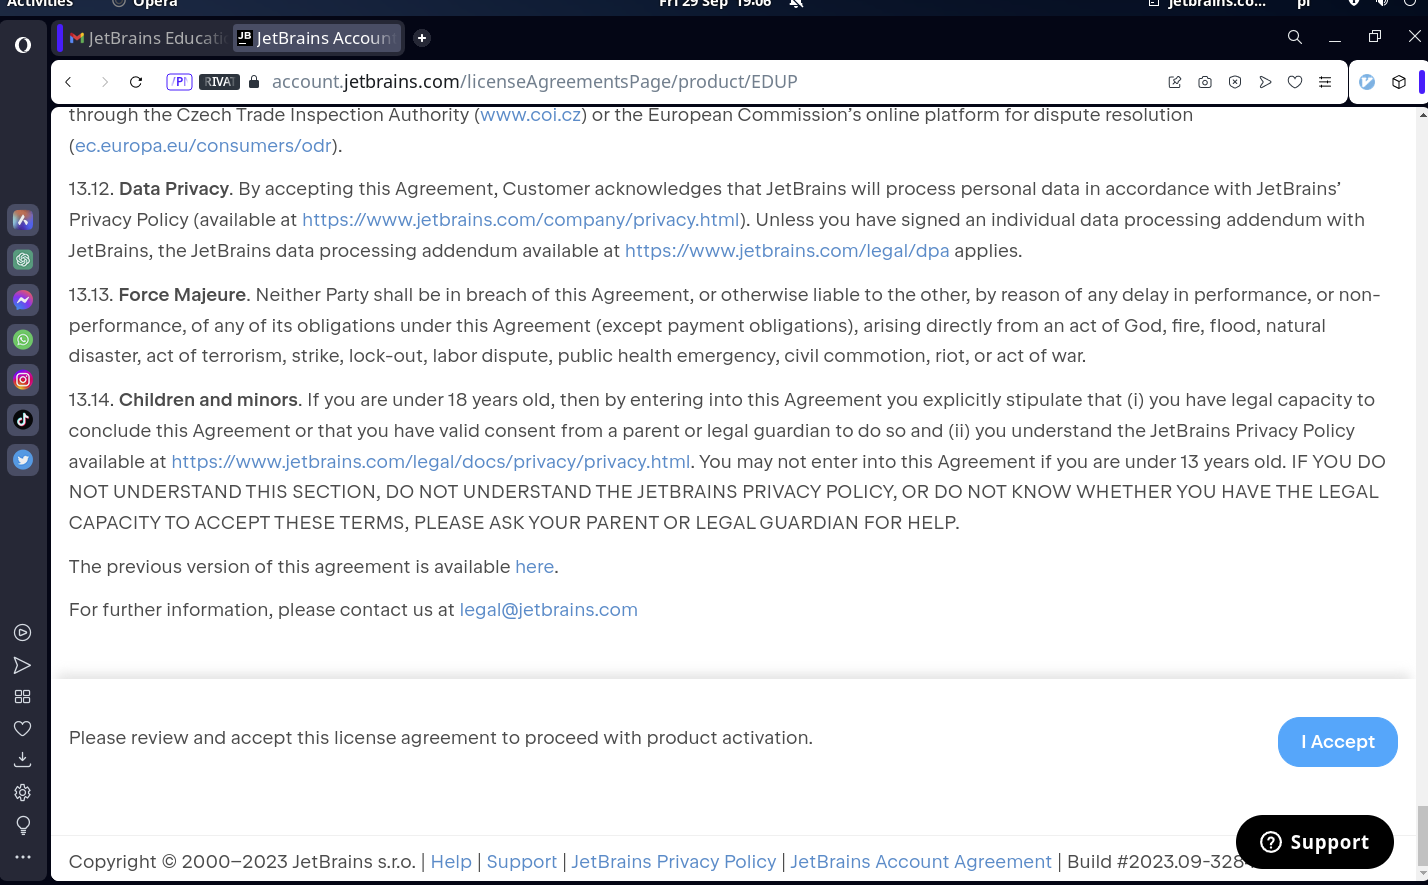 Activities
Opera
Fri 29 Sep 19:06
jetbrains.co...
pl
JetBrains Educati
JB JetBrains Accoun
RIVAT
account.jetbrains.com/licenseAgreementsPage/product/EDUP
through the Czech Trade Inspection Authority (www.coi.cz) or the European Commission’s online platform for dispute resolution
(ec.europa.eu/consumers/odr).
13.12. Data Privacy. By accepting this Agreement, Customer acknowledges that JetBrains will process personal data in accordance with JetBrains’
Privacy Policy (available at https://www.jetbrains.com/company/privacy.html). Unless you have signed an individual data processing addendum with
JetBrains, the JetBrains data processing addendum available at https://www.jetbrains.com/legal/dpa applies.
13.13. Force Majeure. Neither Party shall be in breach of this Agreement, or otherwise liable to the other, by reason of any delay in performance, or non-
performance, of any of its obligations under this Agreement (except payment obligations), arising directly from an act of God, fire, flood, natural
disaster, act of terrorism, strike, lock-out, labor dispute, public health emergency, civil commotion, riot, or act of war.
13.14. Children and minors. If you are under 18 years old, then by entering into this Agreement you explicitly stipulate that (i) you have legal capacity to
conclude this Agreement or that you have valid consent from a parent or legal guardian to do so and (ii) you understand the JetBrains Privacy Policy
available at https://www.jetbrains.com/legal/docs/privacy/privacy.html. You may not enter into this Agreement if you are under 13 years old. IF YOU DO
NOT UNDERSTAND THIS SECTION, DO NOT UNDERSTAND THE JETBRAINS PRIVACY POLICY, OR DO NOT KNOW WHETHER YOU HAVE THE LEGAL
CAPACITY TO ACCEPT THESE TERMS, PLEASE ASK YOUR PARENT OR LEGAL GUARDIAN FOR HELP.
The previous version of this agreement is available here.
For further information, please contact us at legal@jetbrains.com
Please review and accept this license agreement to proceed with product activation.
I Accept
Support
Copyright © 2000–2023 JetBrains s.r.o. | Help | Support | JetBrains Privacy Policy | JetBrains Account Agreement | Build #2023.09-328